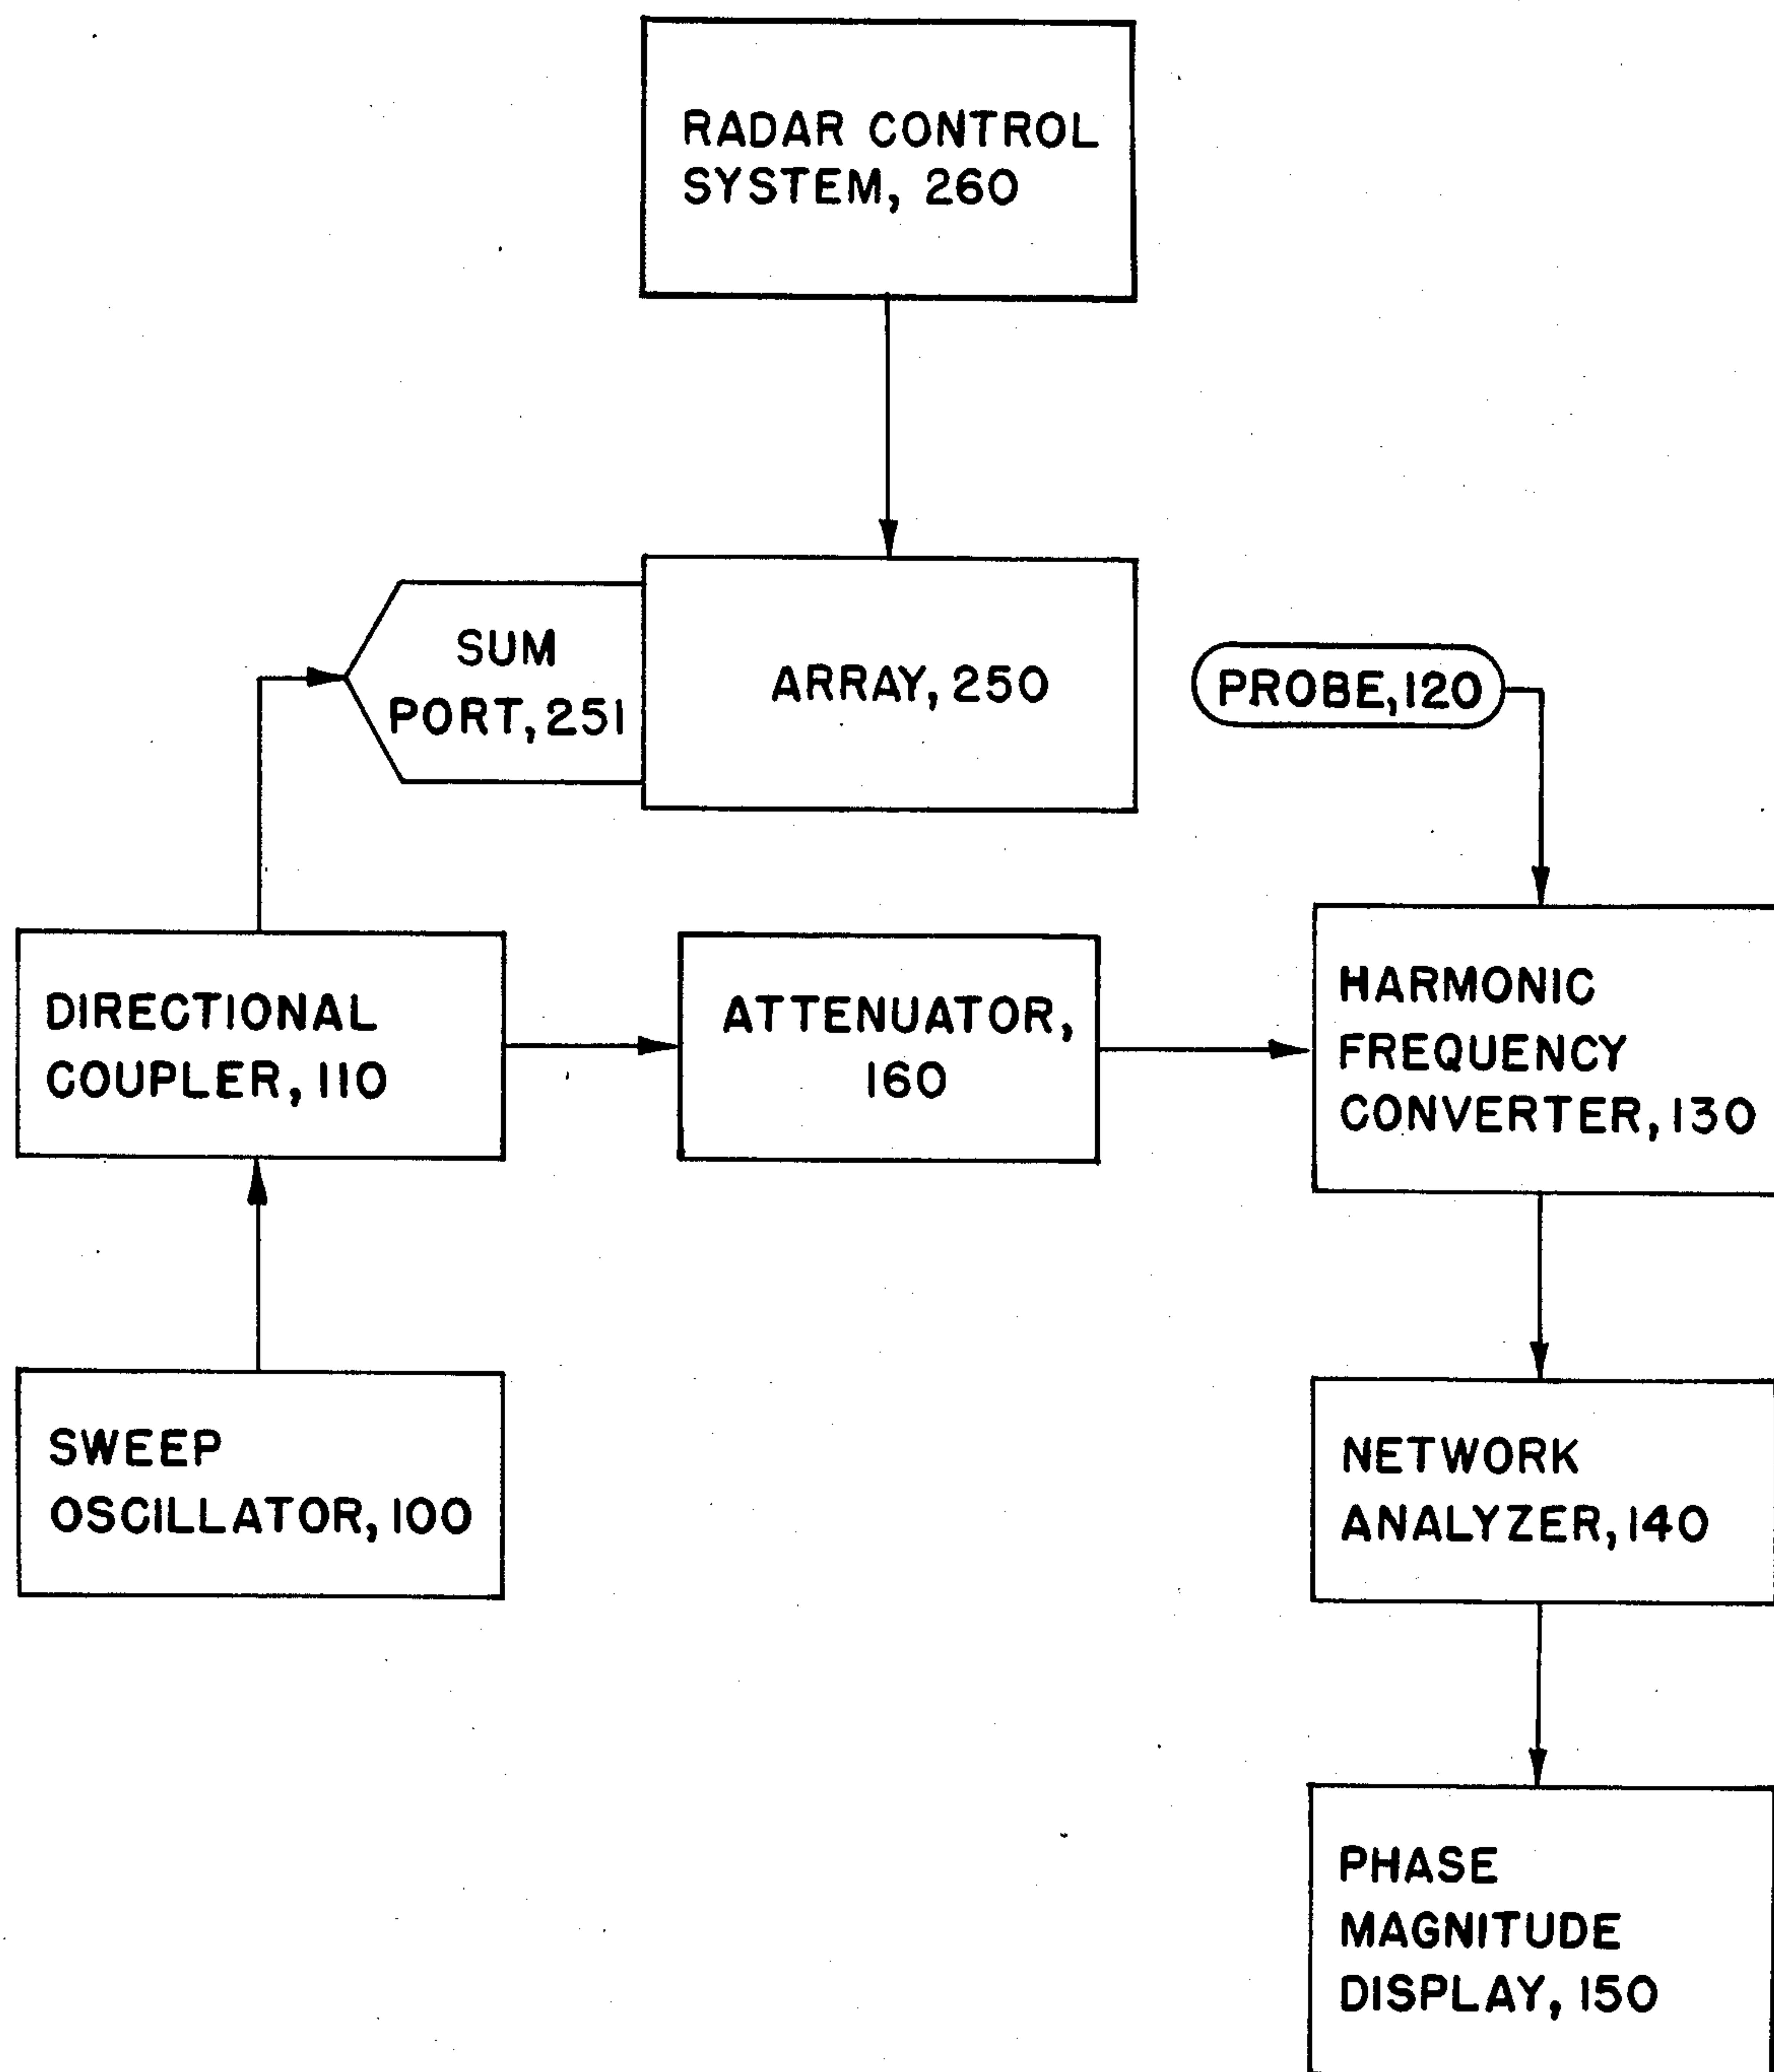 RADAR CONTROL
SYSTEM, 260
SUM
PORT, 251
ARRAY, 250
PROBE, 120
DIRECTIONAL
COUPLER, 110
ATTENUATOR,
160
HARMONIC
FREQUENCY
CONVERTER, 130
SWEEP
OSCILLATOR, 100
NETWORK
ANALYZER, 140
PHASE
MAGNITUDE
DISPLAY, 150